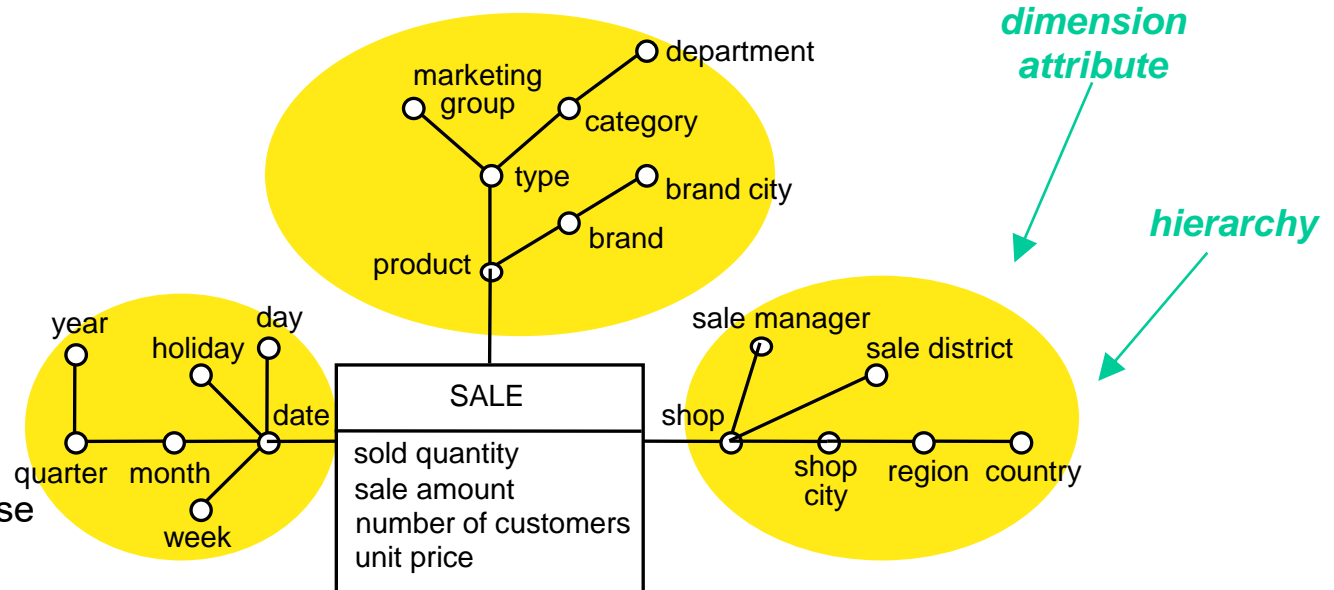 dimension
attribute
hierarchy
department
marketing
group
category
type
brand city
brand
product
year
holiday
day
date
quarter
month
week
se
SALE
sold quantity
sale amount
number of customers
unit price
sale manager
sale district
shop
shop
city
region
country